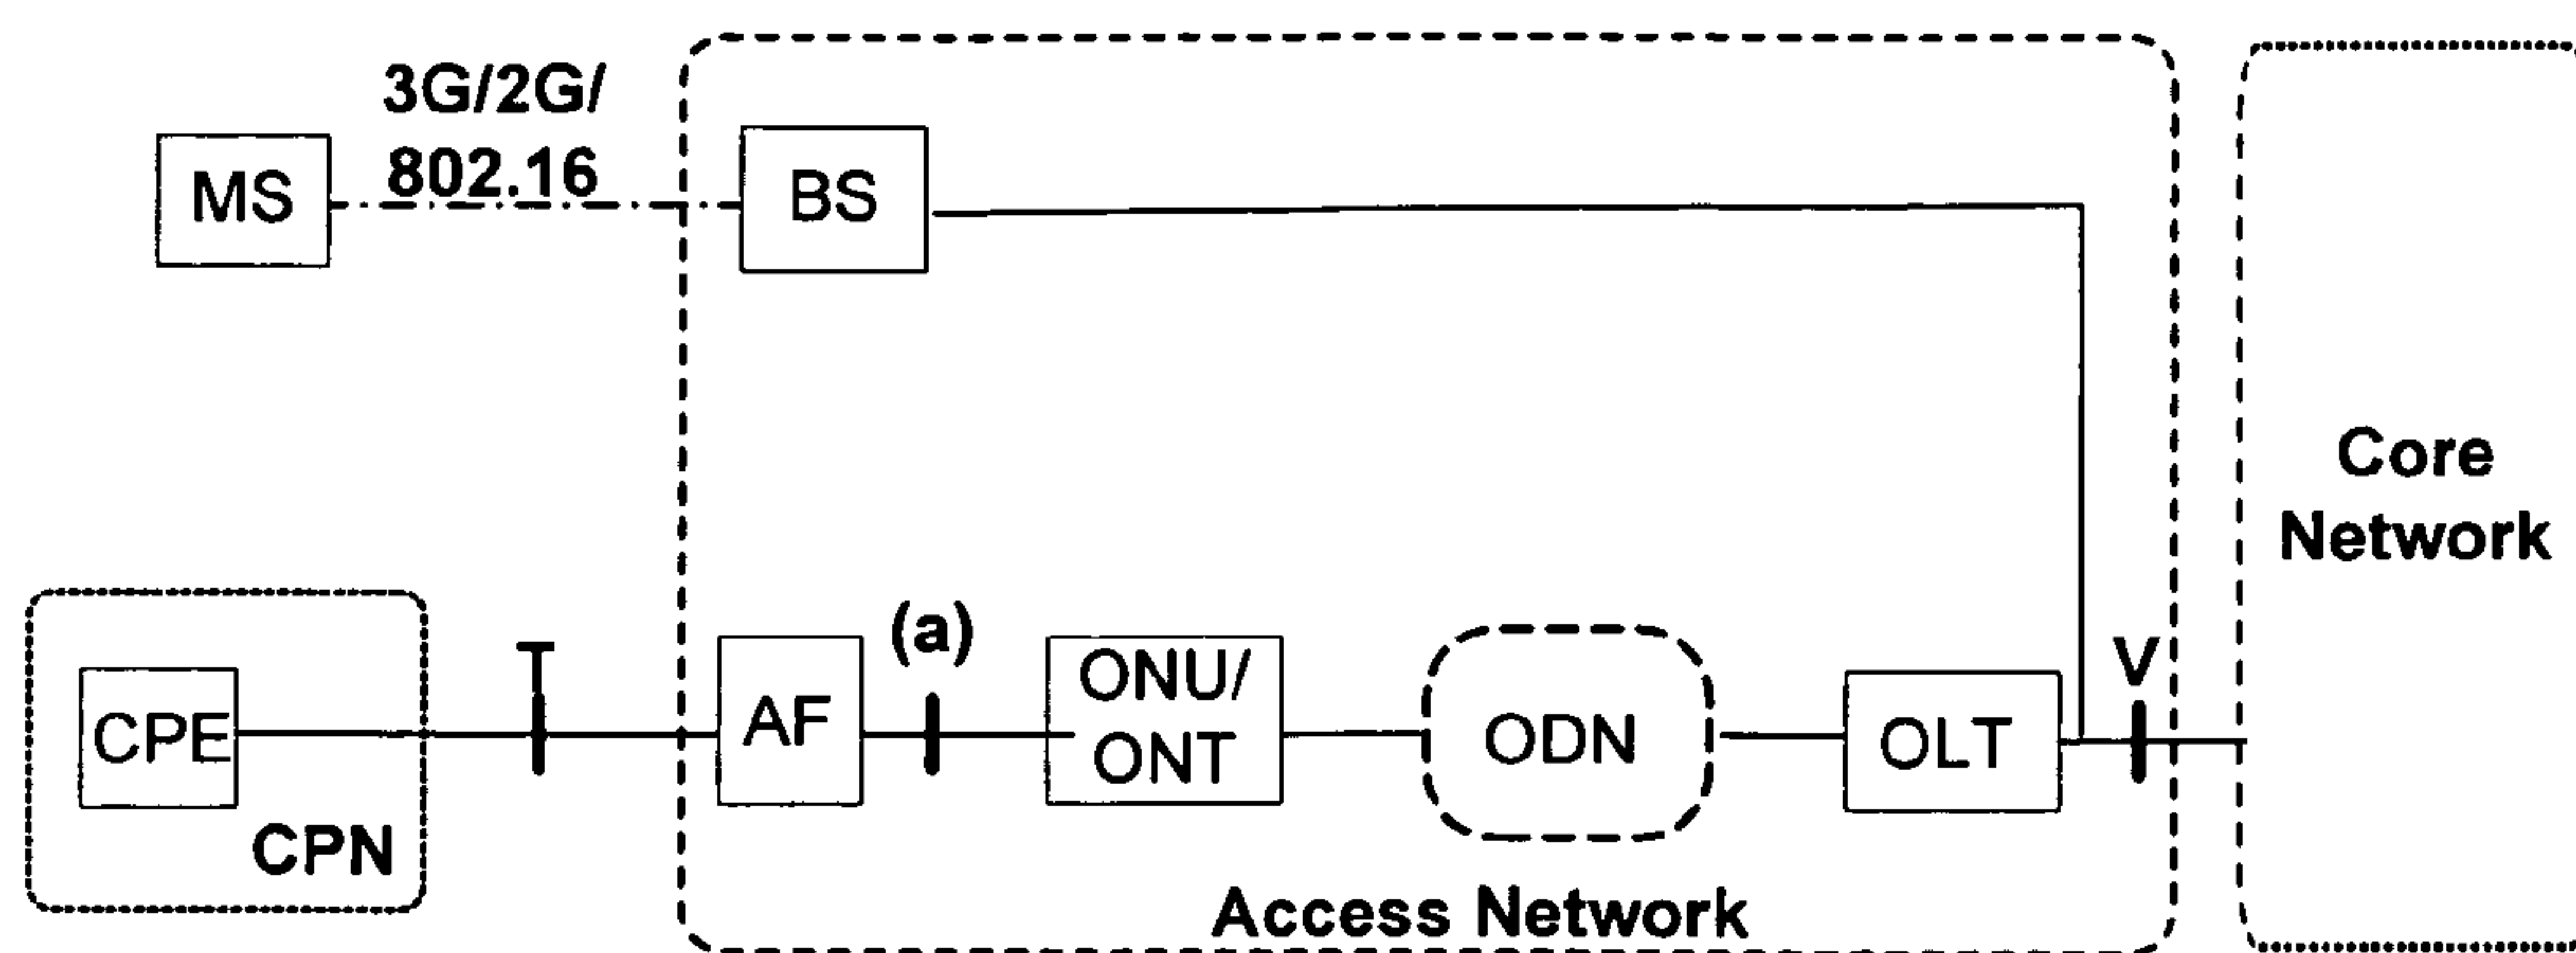 3G/2G/
802.16
MS
BS
Core
Network
T
(a)
V
CPE
AF
ONU/
ONT
ODN
OLT
CPN
Access Network